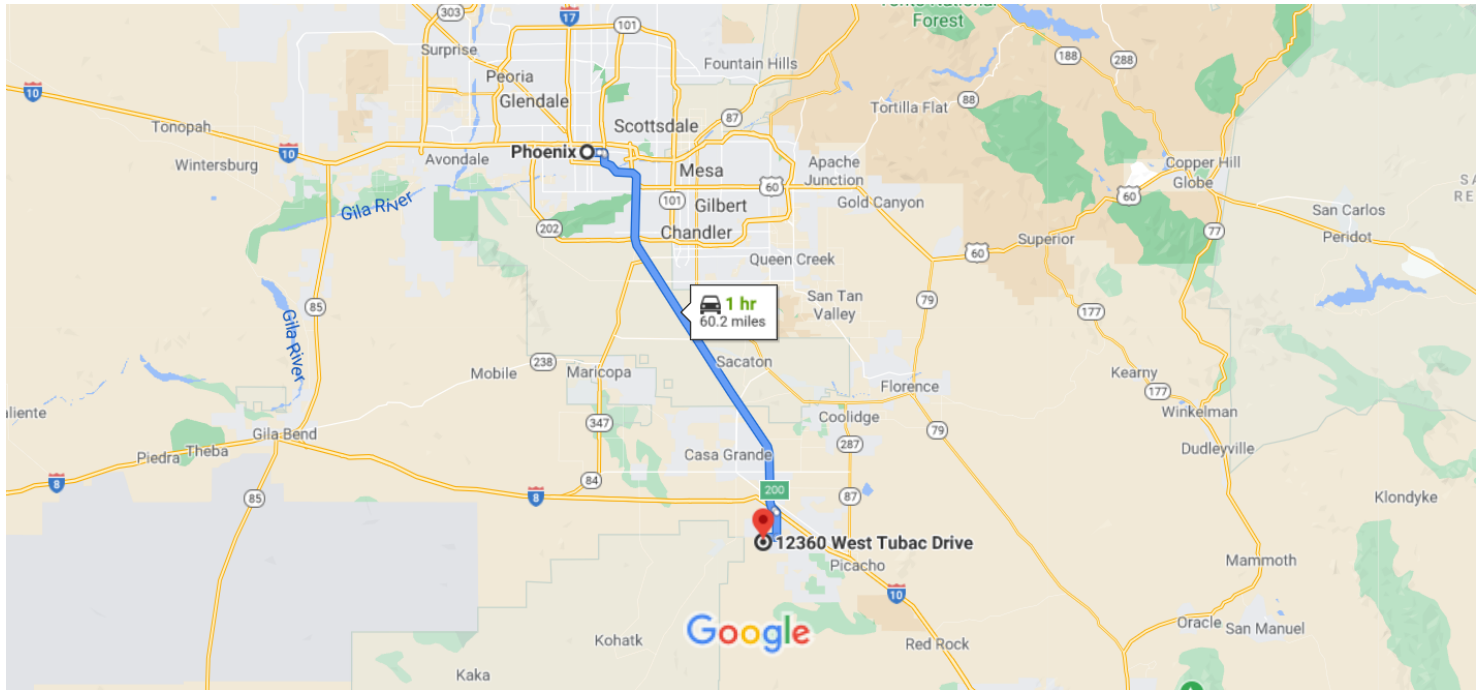 Tonto National
Forest
303
17
101
188
288
Surprise
Fountain Hills
Peoria
10
Glendale
88
Tortilla Flat
87
Tonopah
Scottsdale
10
Phoenix
Wintersburg
Avondale
Mesa
Apache
Junction
Copper Hill
Globe
60
60
101
Gilbert
Gold Canyon
Gila River
San Carlos
Peridot
202
Chandler
77
Superior
60
Queen Creek
85
79
San Tan
Valley
1 hr
60.2 miles
177
Gila River
Sacaton
238
Mobile
Maricopa
Kearny
Florence
177
Winkelman
Coolidge
347
Gila Bend
79
287
Dudleyville
Theba
Piedra
Casa Grande
84
8
200
8
87
85
Klondyke
12360 West Tubac Drive
Mammoth
Picacho
10
Google
Kohatk
Red Rock
Oracle
San Manuel
Kaka